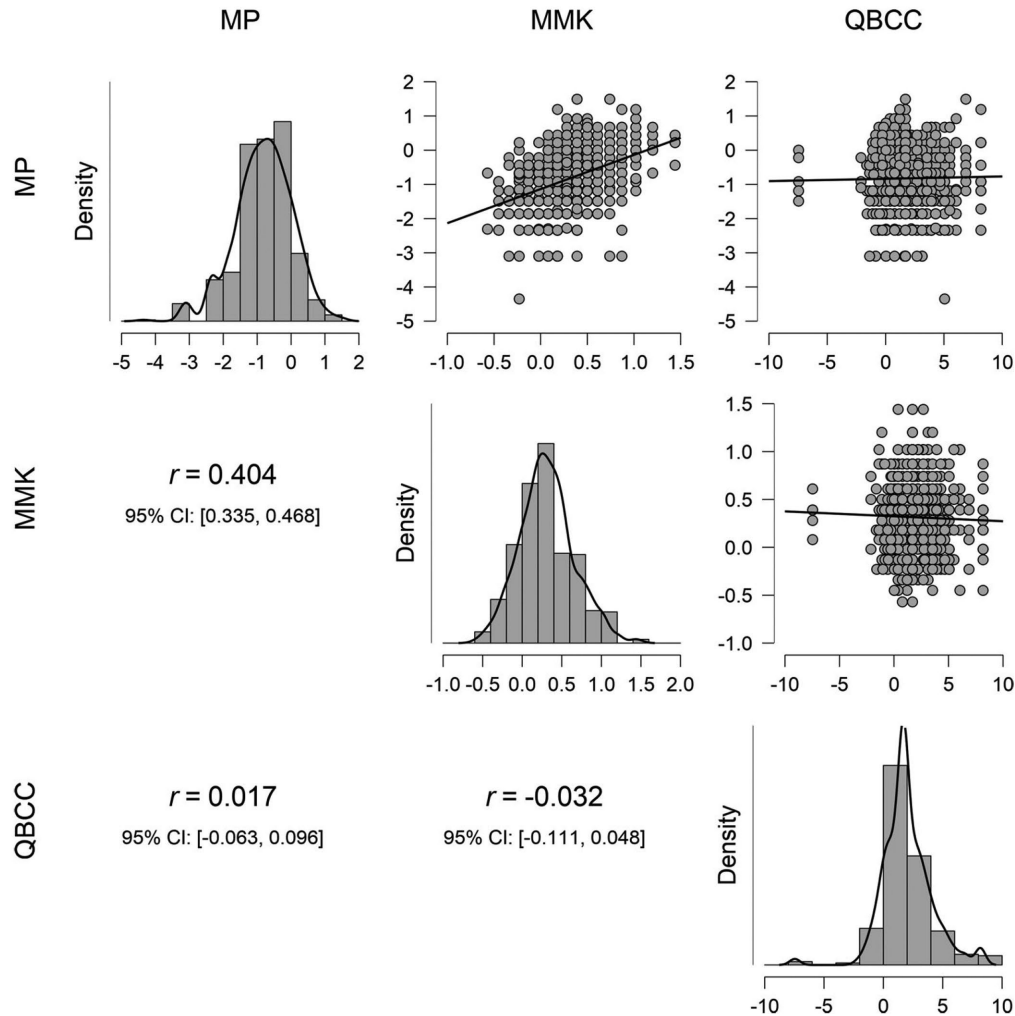 MP MMK QBCC
MP
Density
2
1
0
-1
-2
-3
-4
-5
2
1
0
-1
-2
-3
-4
-5
-5 -4 -3 -2 -1 0 1 2
-1.0 -0.5 0.0 0.5 1.0 1.5
-10 -5 0 5 10
MMK
r = 0.404
95% CI: [0.335, 0.468]
Density
1.5
1.0
0.5
0.0
-0.5
-1.0
-1.0 -0.5 0.0 0.5 1.0 1.5 2.0
-10 -5 0 5 10
QBCC
r = 0.017
95% CI: [-0.063, 0.096]
r = -0.032
95% CI: [-0.111, 0.048]
Density
-10 -5 0 5 10